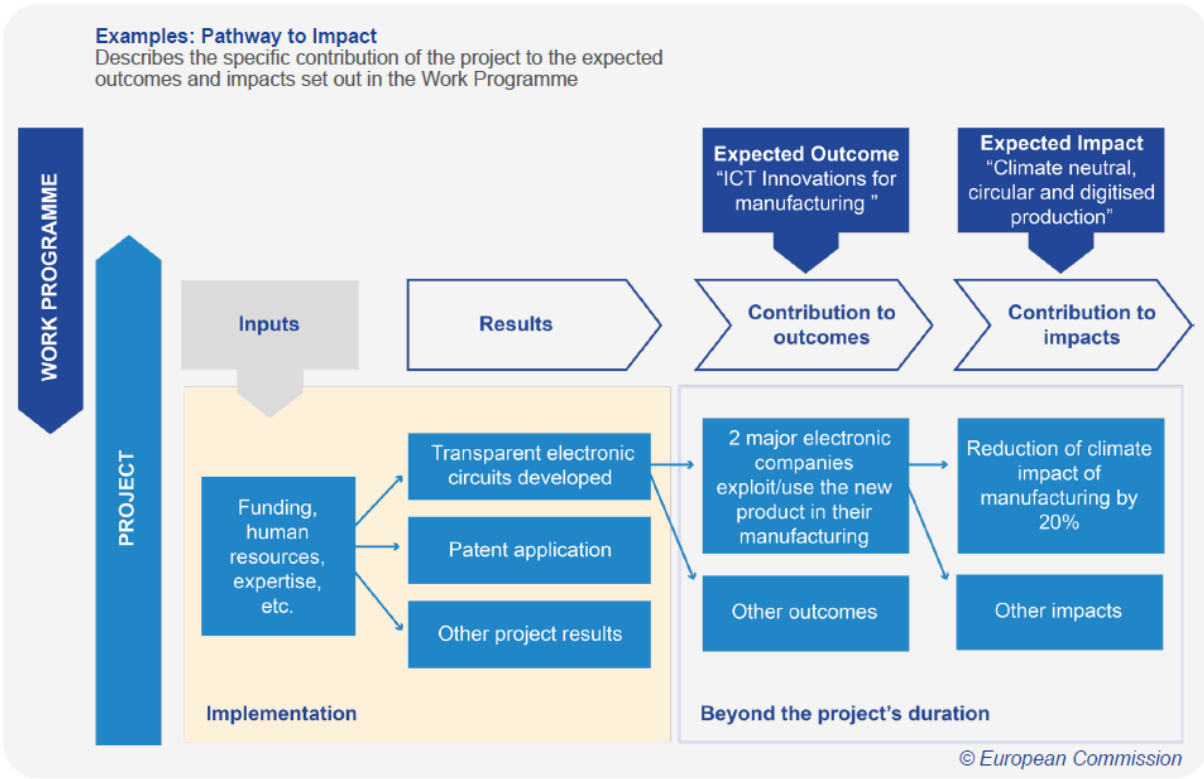 Examples: Pathway to Impact
Describes the specific contribution of the project to the expected
outcomes and impacts set out in the Work Programme
WORK PROGRAMME
PROJECT
Expected Outcome
“ICT Innovations for
manufacturing ”
Expected Impact
“Climate neutral,
circular and digitised
production”
Inputs
Results
Contribution to
outcomes
Contribution to
impacts
Funding,
human
resources,
expertise,
etc.
Transparent electronic
circuits developed
Patent application
Other project results
2 major electronic
companies
exploit/use the new
product in their
manufacturing
Other outcomes
Reduction of climate
impact of
manufacturing by
20%
Other impacts
Implementation
Beyond the project’s duration
© European Commission